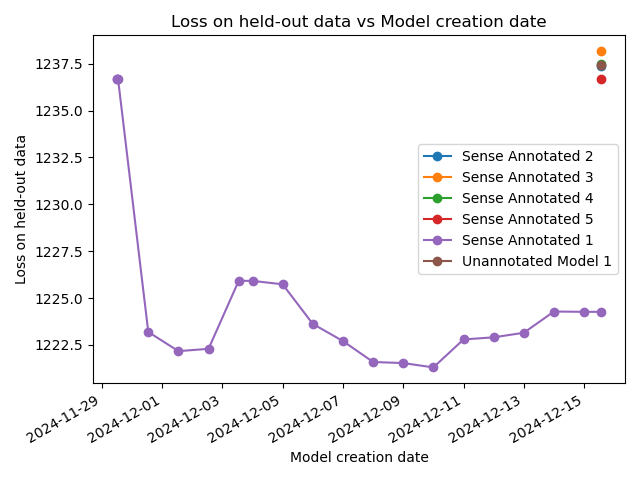 Loss on held-out data vs Model creation date
Loss on held-out data
1237.5
1235.0
1232.5
1230.0
1227.5
1225.0
1222.5
Sense Annotated 2
Sense Annotated 3
Sense Annotated 4
Sense Annotated 5
Sense Annotated 1
Unannotated Model 1
2024-11-29
2024-12-01
2024-12-03
2024-12-05
2024-12-07
2024-12-09
2024-12-11
2024-12-13
2024-12-15
Model creation date